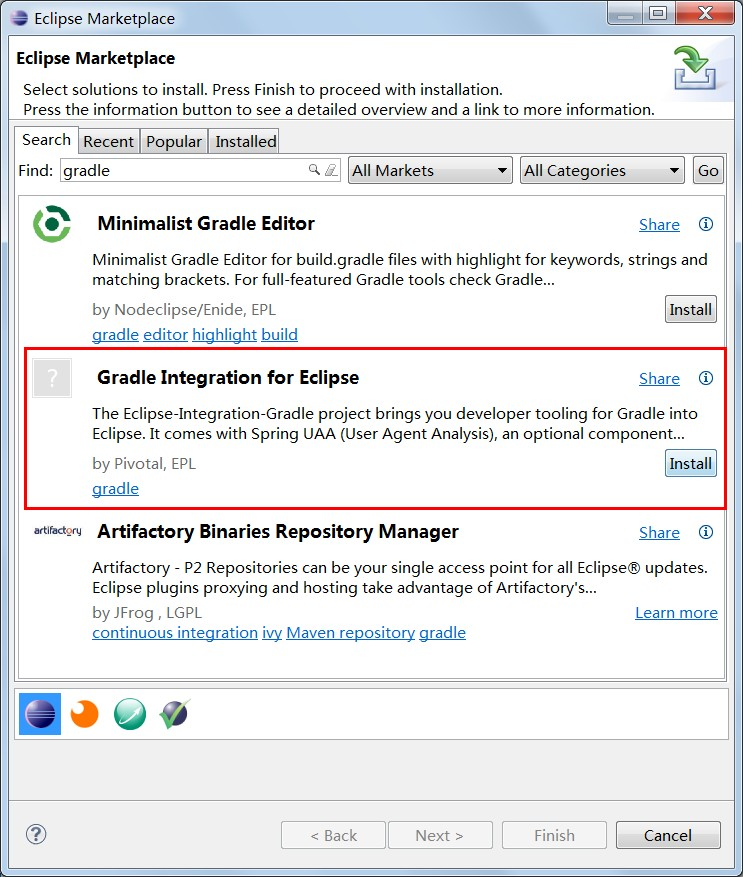 Eclipse Marketplace
Eclipse Marketplace
Select solutions to install. Press Finish to proceed with installation.
Press the information button to see a detailed overview and a link to more information.
Search Recent Popular Installed
Find: gradle All Markets All Categories Go
Minimalist Gradle Editor Share
Minimalist Gradle Editor for build.gradle files with highlight for keywords, strings and
matching brackets. For full-featured Gradle tools check Gradle...
by Nodeclipse/Enide, EPL Install
gradle editor highlight build
? Gradle Integration for Eclipse Share
The Eclipse-Integration-Gradle project brings you developer tooling for Gradle into
Eclipse. It comes with Spring UAA (User Agent Analysis), an optional component...
by Pivotal, EPL Install
gradle
artifactory Artifactory Binaries Repository Manager Share
Artifactory - P2 Repositories can be your single access point for all Eclipse® updates.
Eclipse plugins proxying and hosting take advantage of Artifactory's...
by JFrog , LGPL Learn more
continuous integration ivy Maven repository gradle
? < Back Next > Finish Cancel